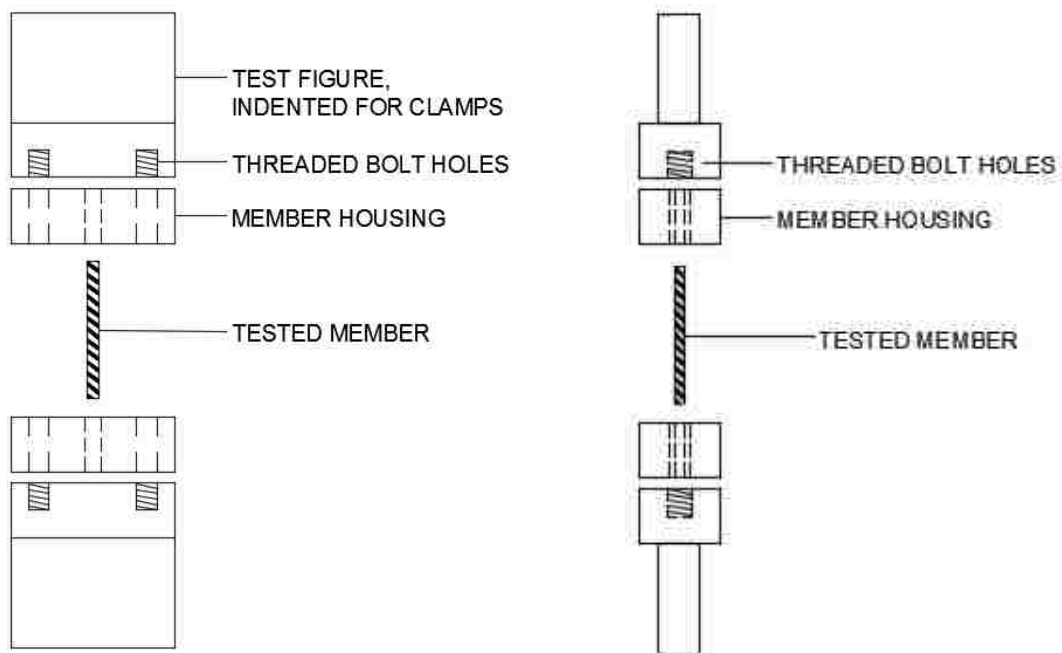 TEST FIGURE,
INDENTED FOR CLAMPS
THREADED BOLT HOLES
MEMBER HOUSING
TESTED MEMBER
THREADED BOLT HOLES
MEMBER HOUSING
TESTED MEMBER